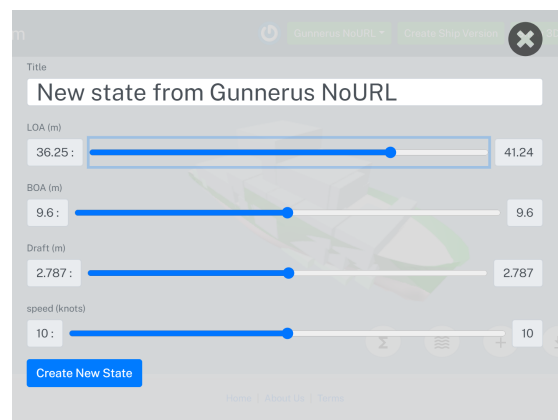 m
Gunnerus NoURL
Create Ship Version
Title
New state from Gunnerus NoURL
LOA (m)
36.25 :
41.24
BOA (m)
9.6 :
9.6
Draft (m)
2.787 :
2.787
speed (knots)
10 :
10
Σ
+
Create New State
Home | About Us | Terms